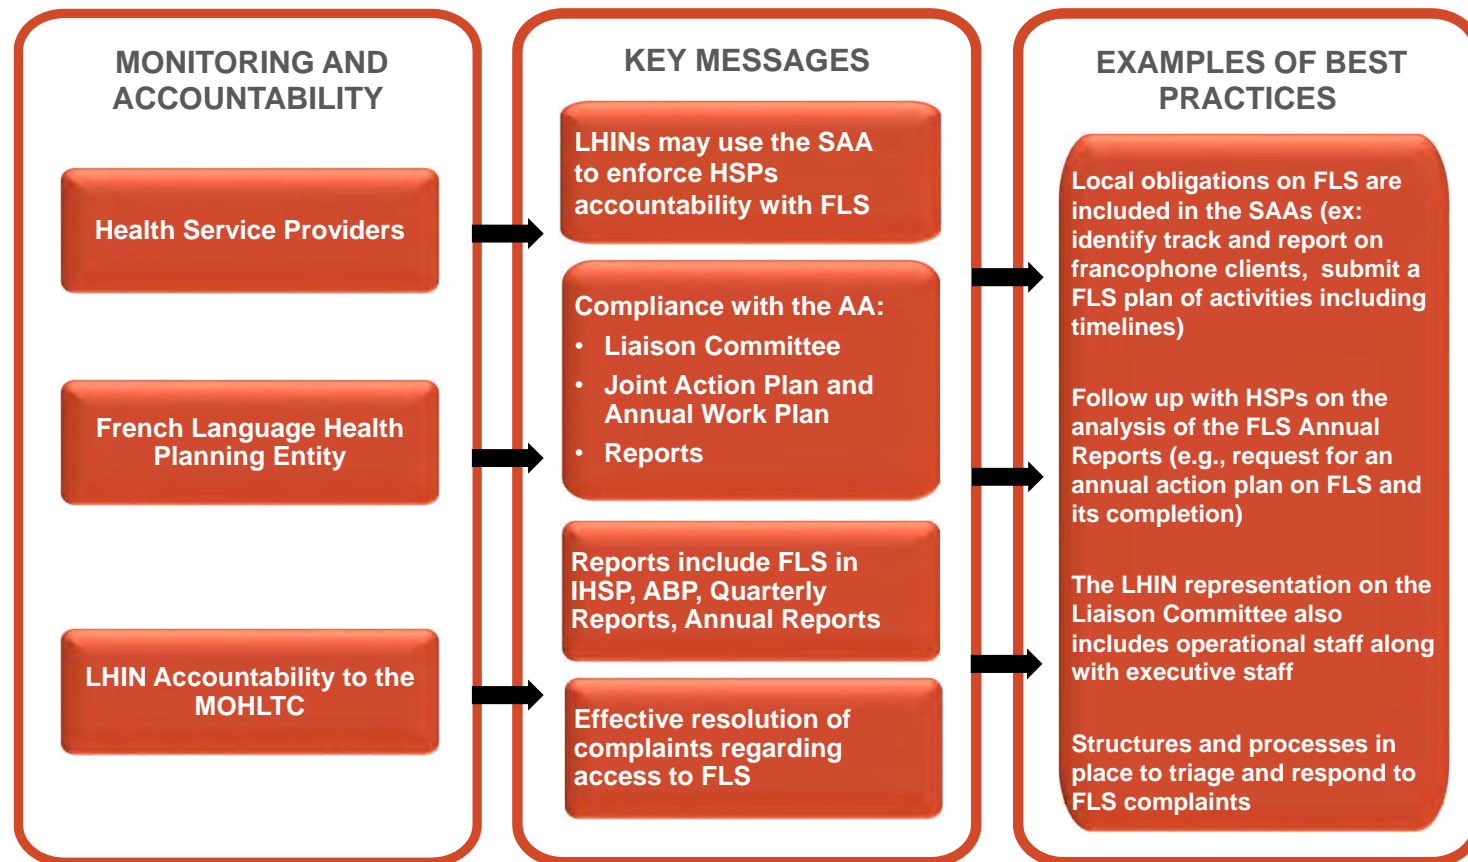 MONITORING AND
ACCOUNTABILITY
Health Service Providers
French Language Health
Planning Entity
LHIN Accountability to the
MOHLTC
KEY MESSAGES
LHINs may use the SAA
to enforce HSPs
accountability with FLS
Compliance with the AA:
• Liaison Committee
• Joint Action Plan and
Annual Work Plan
• Reports
Reports include FLS in
IHSP, ABP, Quarterly
Reports, Annual Reports
Effective resolution of
complaints regarding
access to FLS
EXAMPLES OF BEST
PRACTICES
Local obligations on FLS are
included in the SAAs (ex:
identify track and report on
francophone clients, submit a
FLS plan of activities including
timelines)
Follow up with HSPs on the
analysis of the FLS Annual
Reports (e.g., request for an
annual action plan on FLS and
its completion)
The LHIN representation on the
Liaison Committee also
includes operational staff along
with executive staff
Structures and processes in
place to triage and respond to
FLS complaints